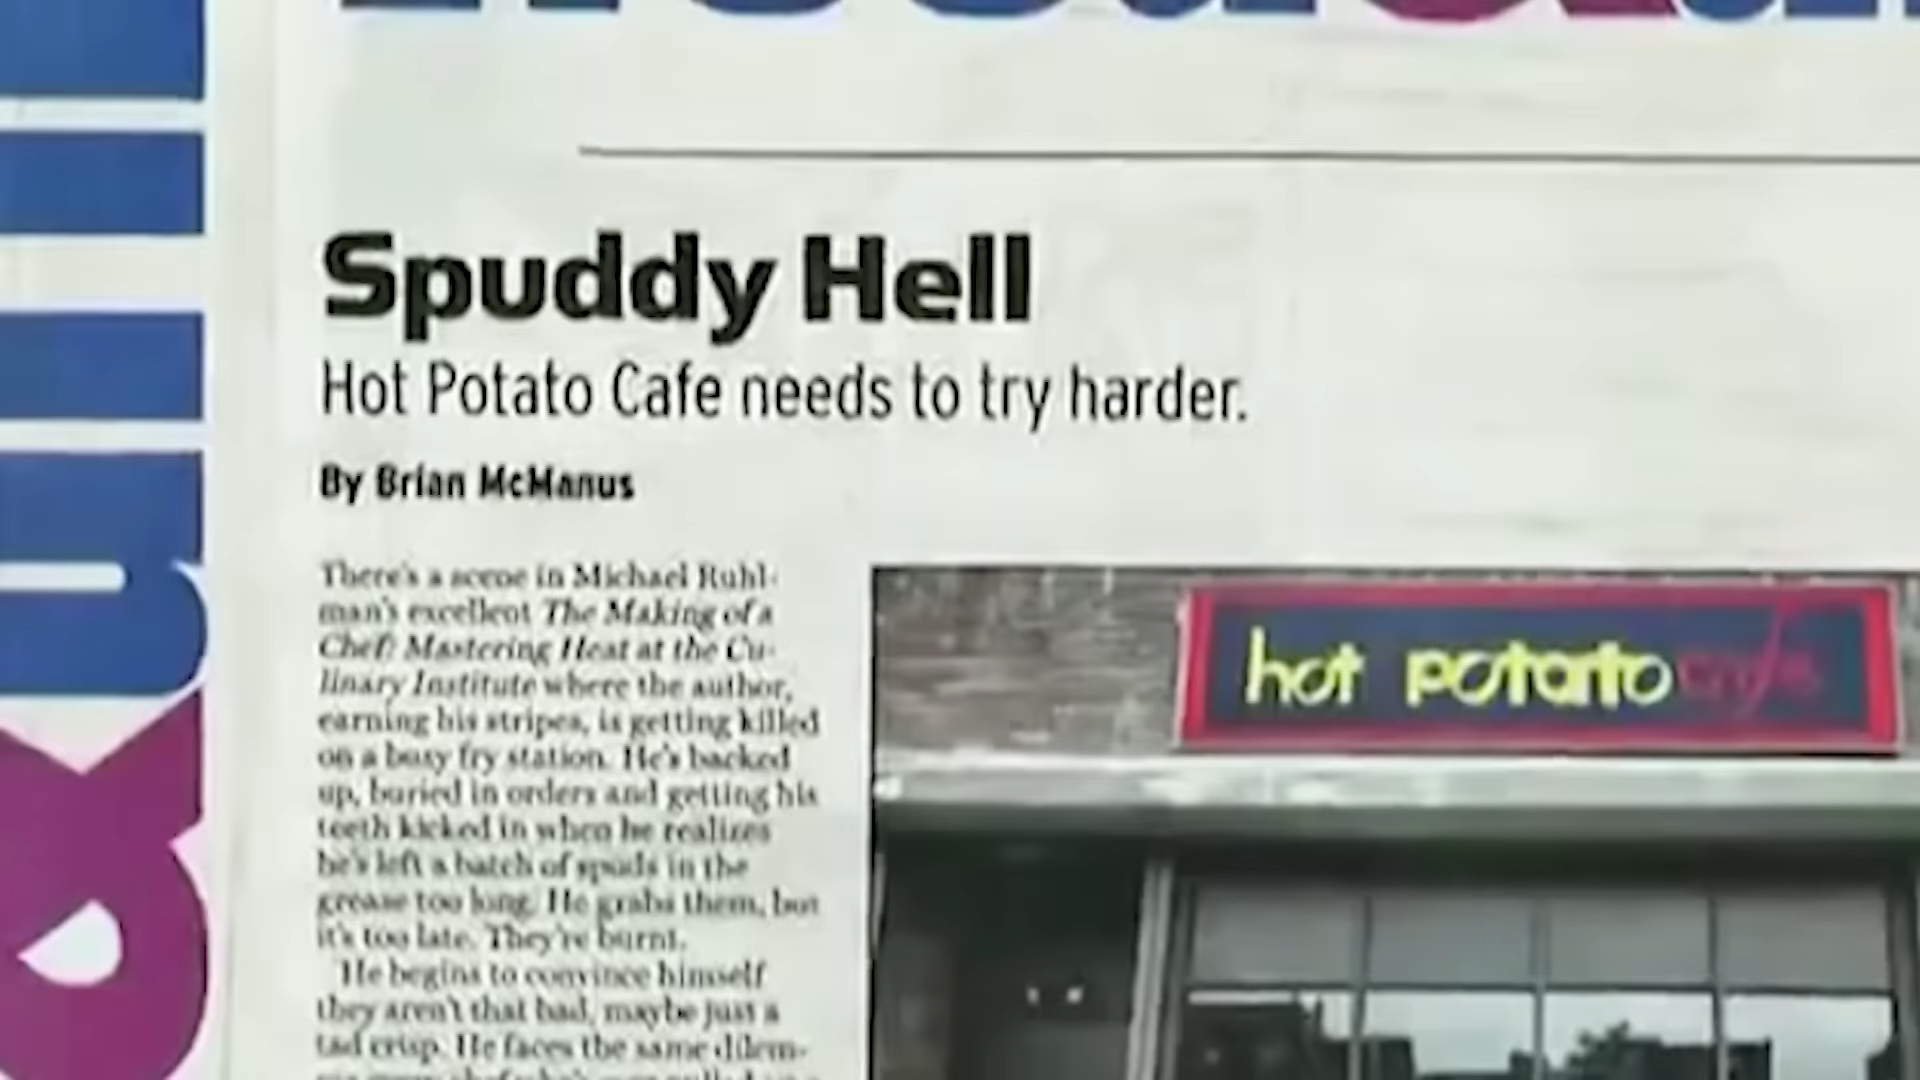 Spuddy Hell
Hot Potato Cafe needs to try harder.
By Brian McManus
There's a scene in Michael Ruhl-
man's excellent The Making of a
Chef: Mastering Heat at the Cu-
linary Institute where the author,
earning his stripes, is getting killed
on a busy fry station. He's backed
up, buried in orders and getting his
teeth kicked in when he realizes
he's left a batch of spuds in the
grease too long. He grabs them, but
it's too late. They're burnt.
He begins to convince himself
they aren't that bad, maybe just a
tad crisp. He faces the same dilem-
hot potato cafe